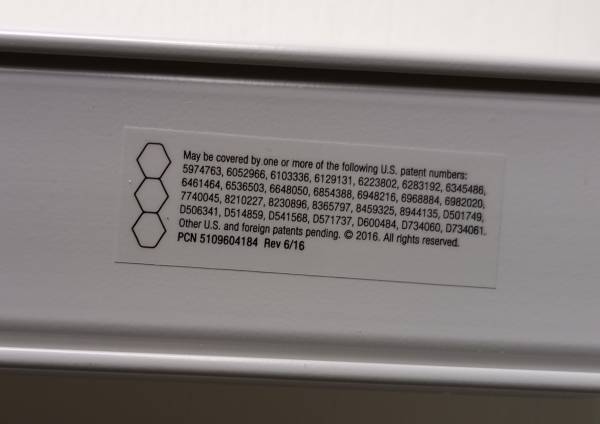 May be covered by one or more of the following U.S. patent numbers:
5974763, 6052966, 6103336, 6129131, 6223802, 6283192, 6345486,
6461464, 6536503, 6648050, 6854388, 6948216, 6968884, 6982020,
7740045, 8210227, 8230896, 8365797, 8459325, 8944135, D501749,
D506341, D514859, D541568, D571737, D600484, D734060, D734061.
Other U.S. and foreign patents pending. © 2016. All rights reserved.
PCN 5109604184 Rev 6/16